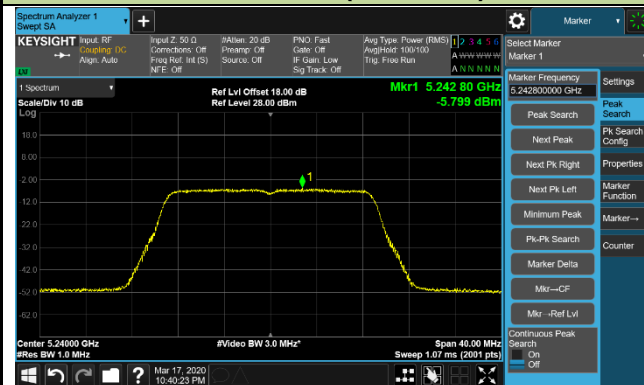 Spectrum Analyzer 1
Swept SA
Marker
KEYSIGHT
Input: RF
Coupling: DC
Align: Auto
Input Z: 50 Ω
Corrections: Off
Freq Ref: Int (S)
NFE: Off
#Atten: 20 dB
Preamp: Off
Source: Off
PNO: Fast
Gate: Off
IF Gain: Low
Sig Track: Off
Avg Type: Power (RMS)
Avg|Hold: 100/100
Trig: Free Run
1 2 3 4 5 6
A W W W W W
A N N N N N
LXI
Select Marker
Marker 1
1 Spectrum
Scale/Div 10 dB
Log
Ref Lvl Offset 18.00 dB
Ref Level 28.00 dBm
Mkr1 5.242 80 GHz
-5.799 dBm
18.0
8.00
-2.00
-12.0
-22.0
-32.0
-42.0
-52.0
-62.0
1
Center 5.24000 GHz
#Res BW 1.0 MHz
#Video BW 3.0 MHz*
Span 40.00 MHz
Sweep 1.07 ms (2001 pts)
Marker Frequency
5.242800000 GHz
Peak Search
Next Peak
Next Pk Right
Next Pk Left
Minimum Peak
Pk-Pk Search
Marker Delta
Mkr→CF
Mkr→Ref Lvl
Continuous Peak
Search
On
Off
Settings
Peak
Search
Pk Search
Config
Properties
Marker
Function
Marker→
Counter
Mar 17, 2020
10:40:23 PM